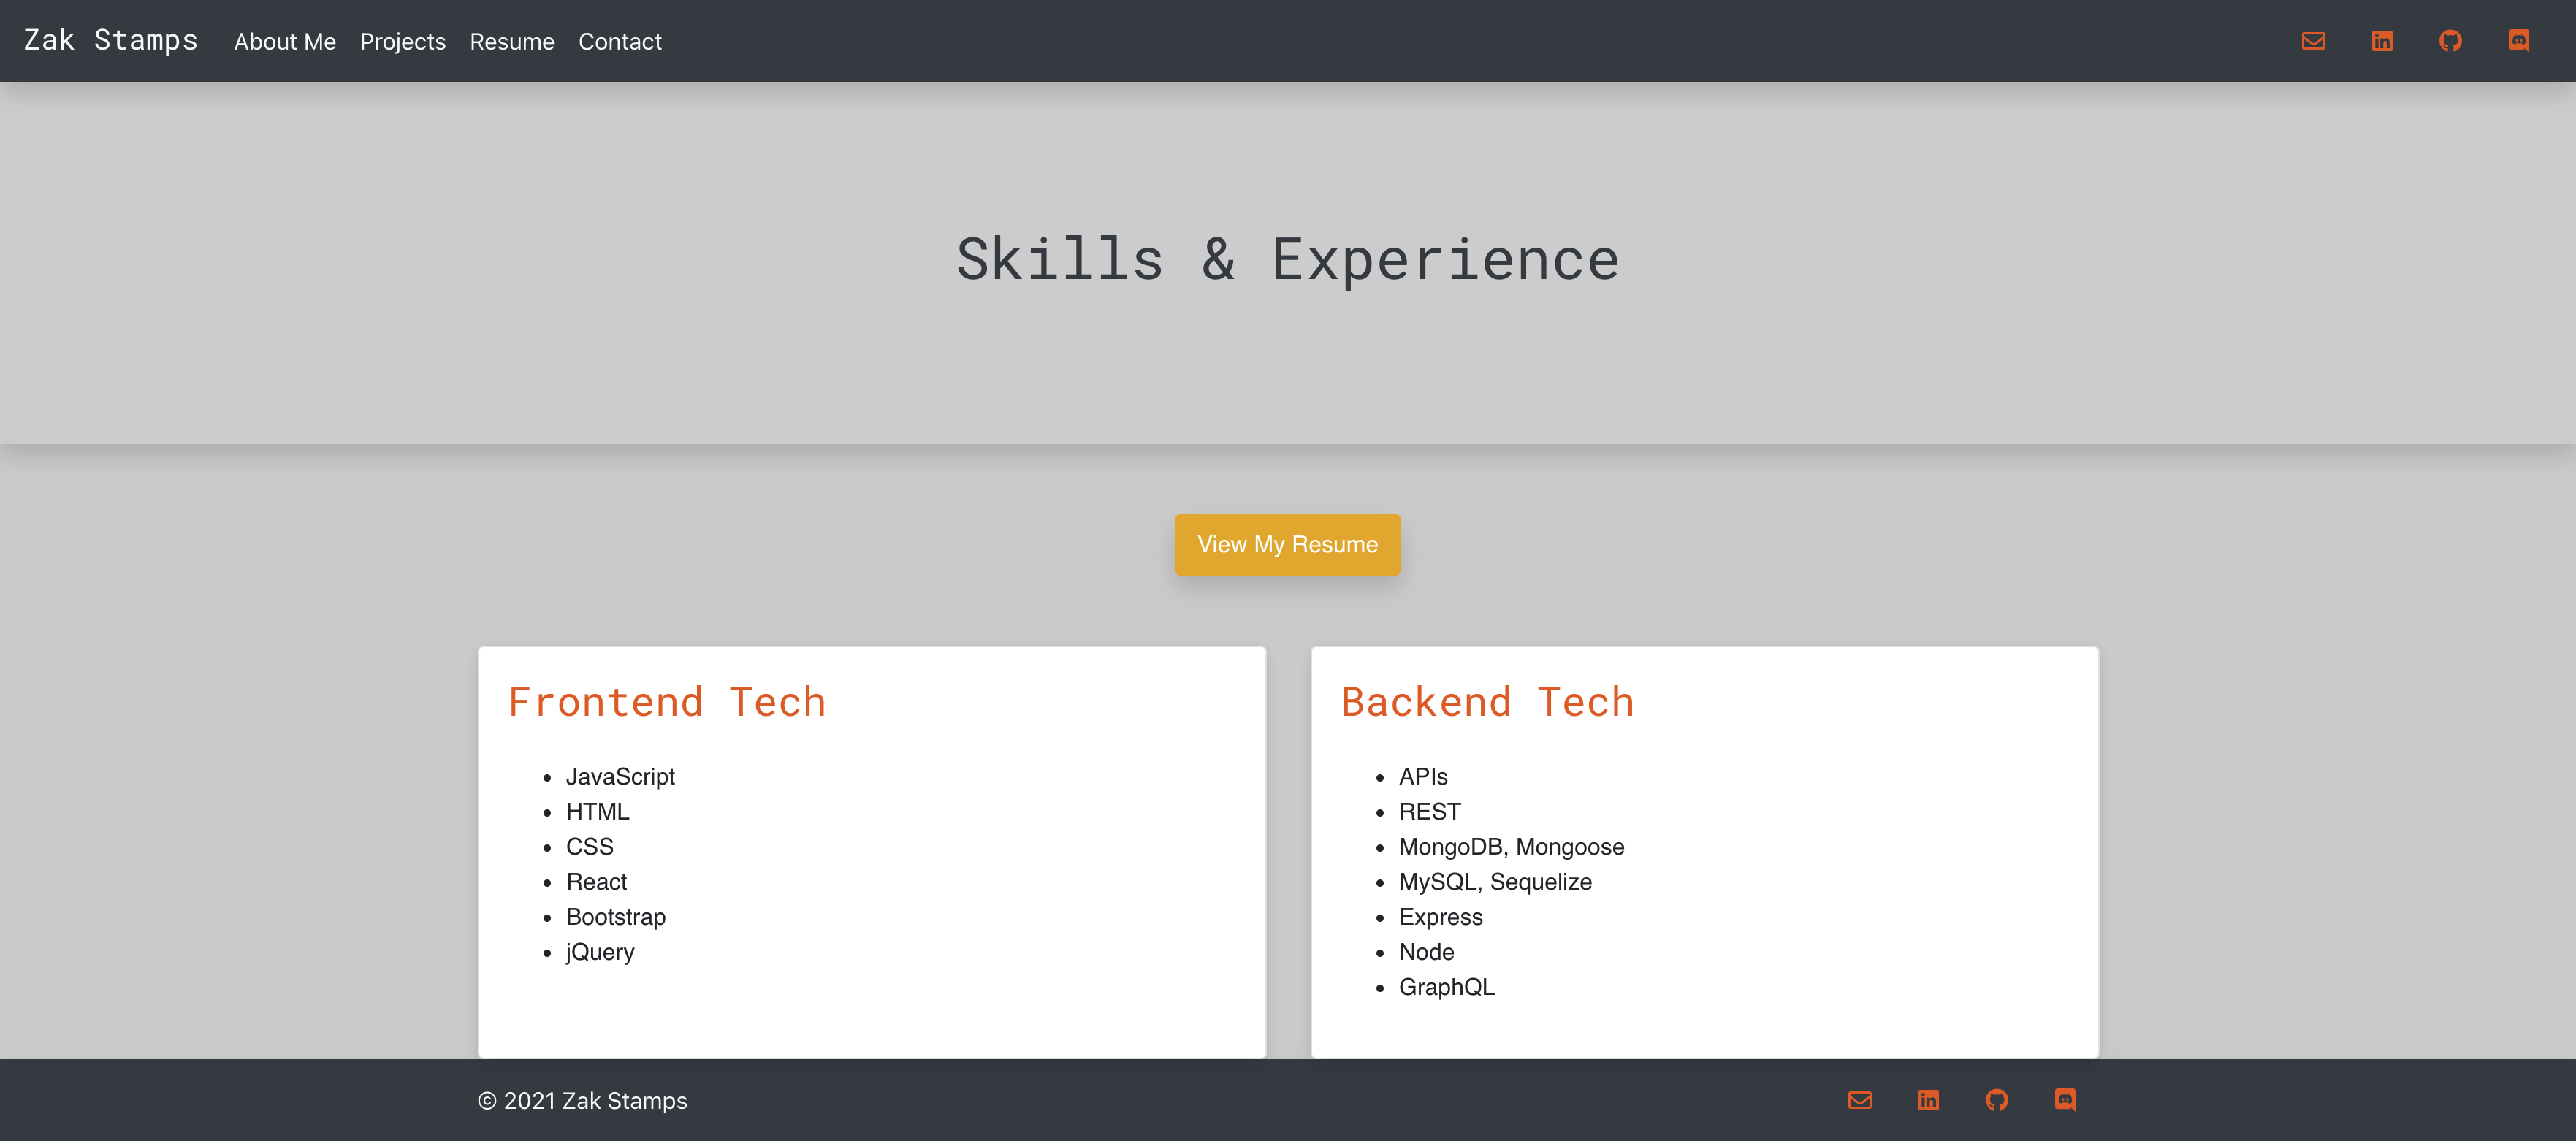 Zak Stamps About Me Projects Resume Contact
Skills & Experience
View My Resume
Frontend Tech
JavaScript
HTML
CSS
React
Bootstrap
jQuery
Backend Tech
APIs
REST
MongoDB, Mongoose
MySQL, Sequelize
Express
Node
GraphQL
© 2021 Zak Stamps